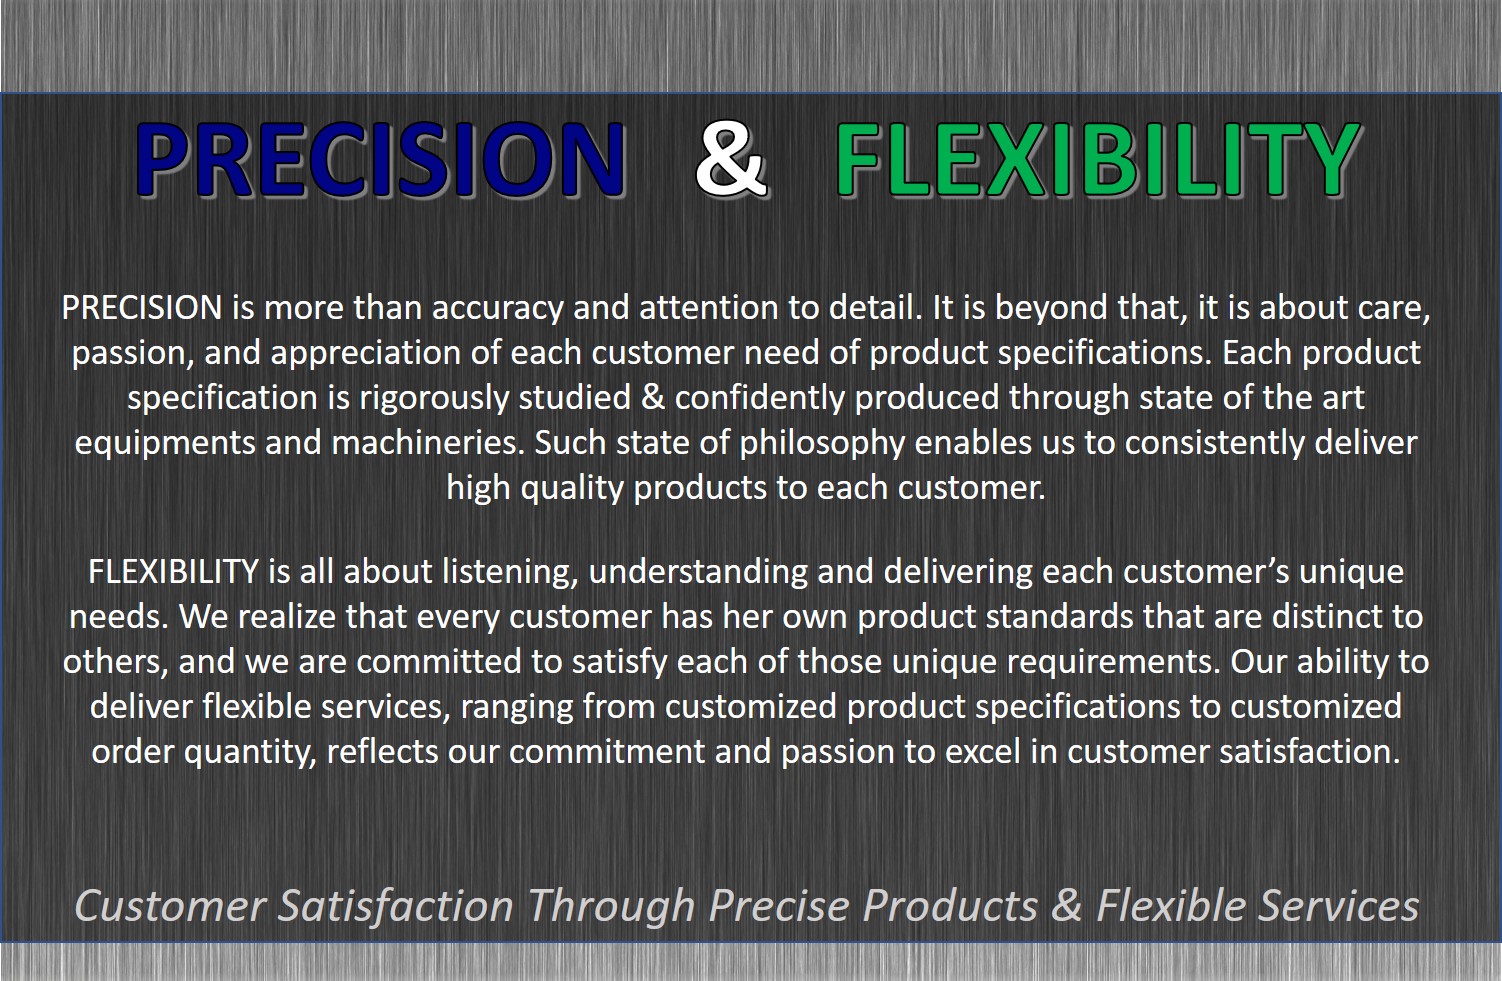 PRECISION & FLEXIBILITY
PRECISION is more than accuracy and attention to detail. It is beyond that, it is about care,
passion, and appreciation of each customer need of product specifications. Each product
specification is rigorously studied & confidently produced through state of the art
equipments and machineries. Such state of philosophy enables us to consistently deliver
high quality products to each customer.
FLEXIBILITY is all about listening, understanding and delivering each customer’s unique
needs. We realize that every customer has her own product standards that are distinct to
others, and we are committed to satisfy each of those unique requirements. Our ability to
deliver flexible services, ranging from customized product specifications to customized
order quantity, reflects our commitment and passion to excel in customer satisfaction.
Customer Satisfaction Through Precise Products & Flexible Services